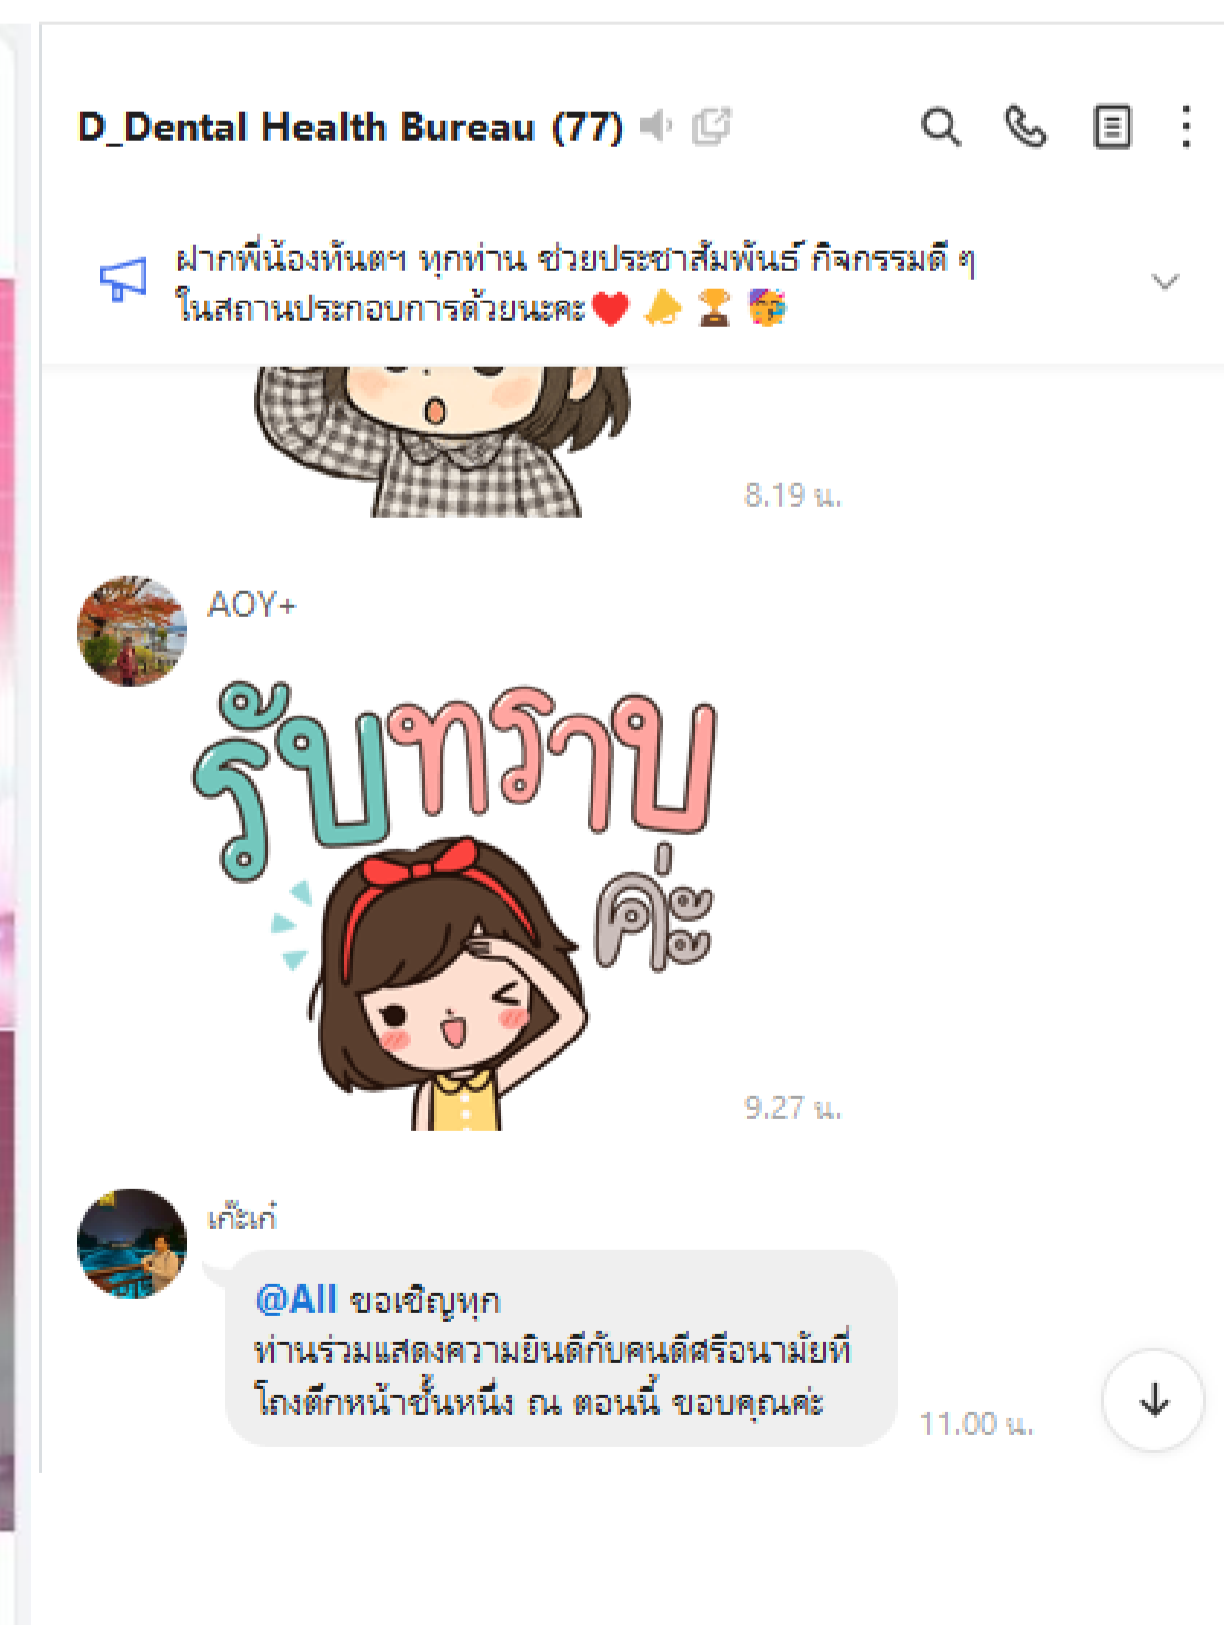 D_Dental Health Bureau (77)
ฝากพี่น้องทันตฯ ทุกท่าน ช่วยประชาสัมพันธ์ กิจกรรมดี ๆ
ในสถานประกอบการด้วยนะคะ❤️📣🏆🥳
8.19 น.
AOY+
รับทราบ
ค่ะ
9.27 น.
เก๊ะเก๋
@All ขอเชิญทุก
ท่านร่วมแสดงความยินดีกับคนดีศรีอนามัยที่
โถงตึกหน้าชั้นหนึ่ง ณ ตอนนี้ ขอบคุณค่ะ
11.00 น.